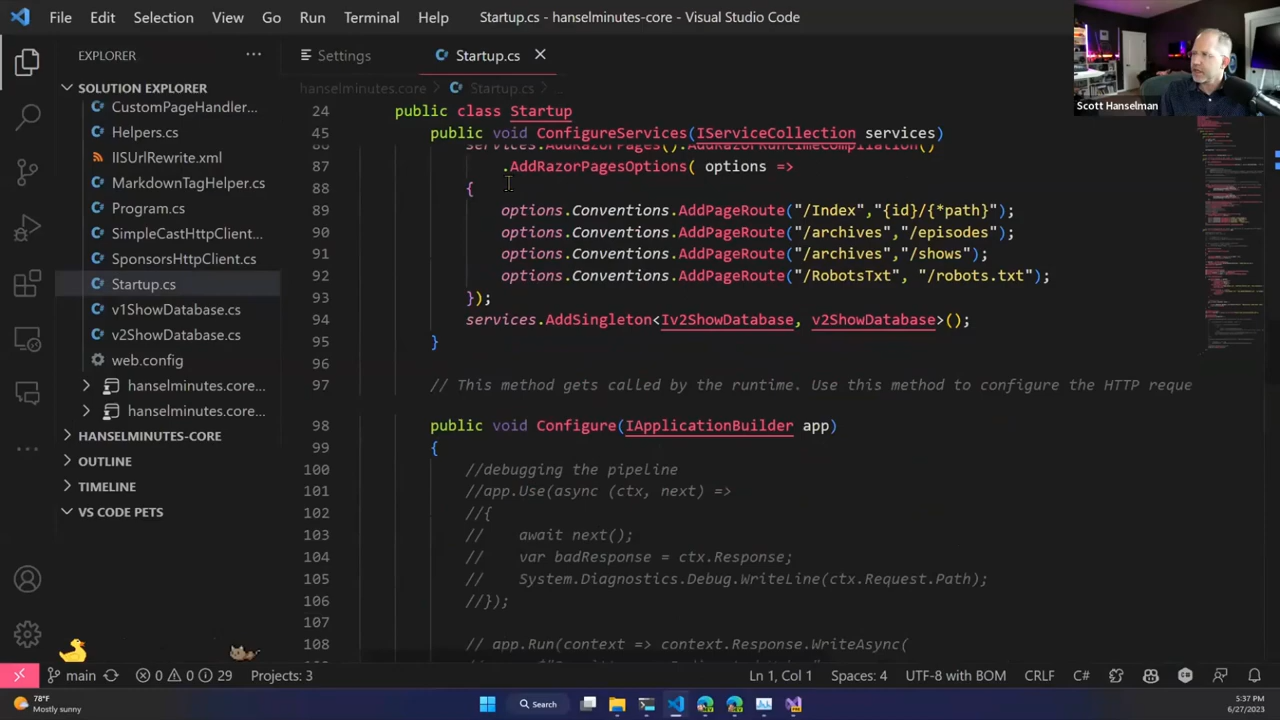 File Edit Selection View Go Run Terminal Help Startup.cs - hanselminutes-core - Visual Studio Code
EXPLORER
Settings
Startup.cs
Scott Hanselman
SOLUTION EXPLORER
CustomPageHandler...
Helpers.cs
IISUrlRewrite.xml
MarkdownTagHelper.cs
Program.cs
SimpleCastHttpClient...
SponsorsHttpClient.cs
Startup.cs
v1ShowDatabase.cs
v2ShowDatabase.cs
web.config
hanselminutes.core...
hanselminutes.core...
HANSELMINUTES-CORE
OUTLINE
TIMELINE
VS CODE PETS
hanselminutes.core > Startup.cs > ...
24 public class Startup
public void ConfigureServices(IServiceCollection services)
services.AddRazorPages().AddRazorRuntimeCompilation()
AddRazorPagesOptions( options =>
88 {
89 options.Conventions.AddPageRoute("/Index","{id}/{*path}");
90 options.Conventions.AddPageRoute("/archives","/episodes");
91 options.Conventions.AddPageRoute("/archives","/shows");
92 options.Conventions.AddPageRoute("/RobotsTxt", "/robots.txt");
93 });
94 services.AddSingleton<Iv2ShowDatabase, v2ShowDatabase>();
95 }
96
97 // This method gets called by the runtime. Use this method to configure the HTTP reque
98 public void Configure(IApplicationBuilder app)
99 {
100 //debugging the pipeline
101 //app.Use(async (ctx, next) =>
102 //{
103 // await next();
104 // var badResponse = ctx.Response;
105 // System.Diagnostics.Debug.WriteLine(ctx.Request.Path);
106 //});
107
108 // app.Run(context => context.Response.WriteAsync(
main 0 0 29 Projects: 3 Ln 1, Col 1 Spaces: 4 UTF-8 with BOM CRLF C#
78°F
Mostly sunny
Search
5:37 PM
6/27/2023